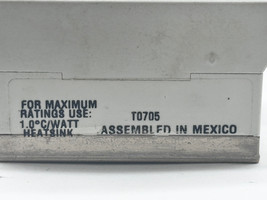 FOR MAXIMUM
RATINGS USE:
1.0°C/WATT
HEATSINK
T0705
ASSEMBLED IN MEXICO